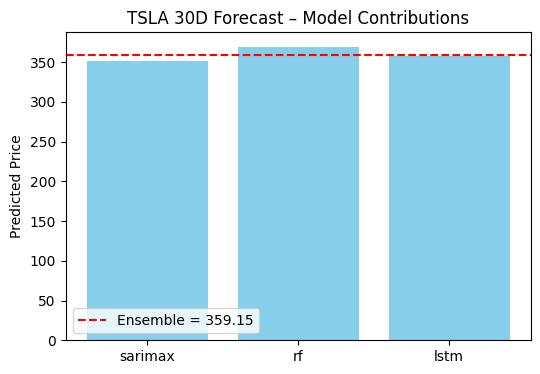 TSLA 30D Forecast – Model Contributions
Predicted Price
350
300
250
200
150
100
50
0
Ensemble = 359.15
sarimax
rf
lstm